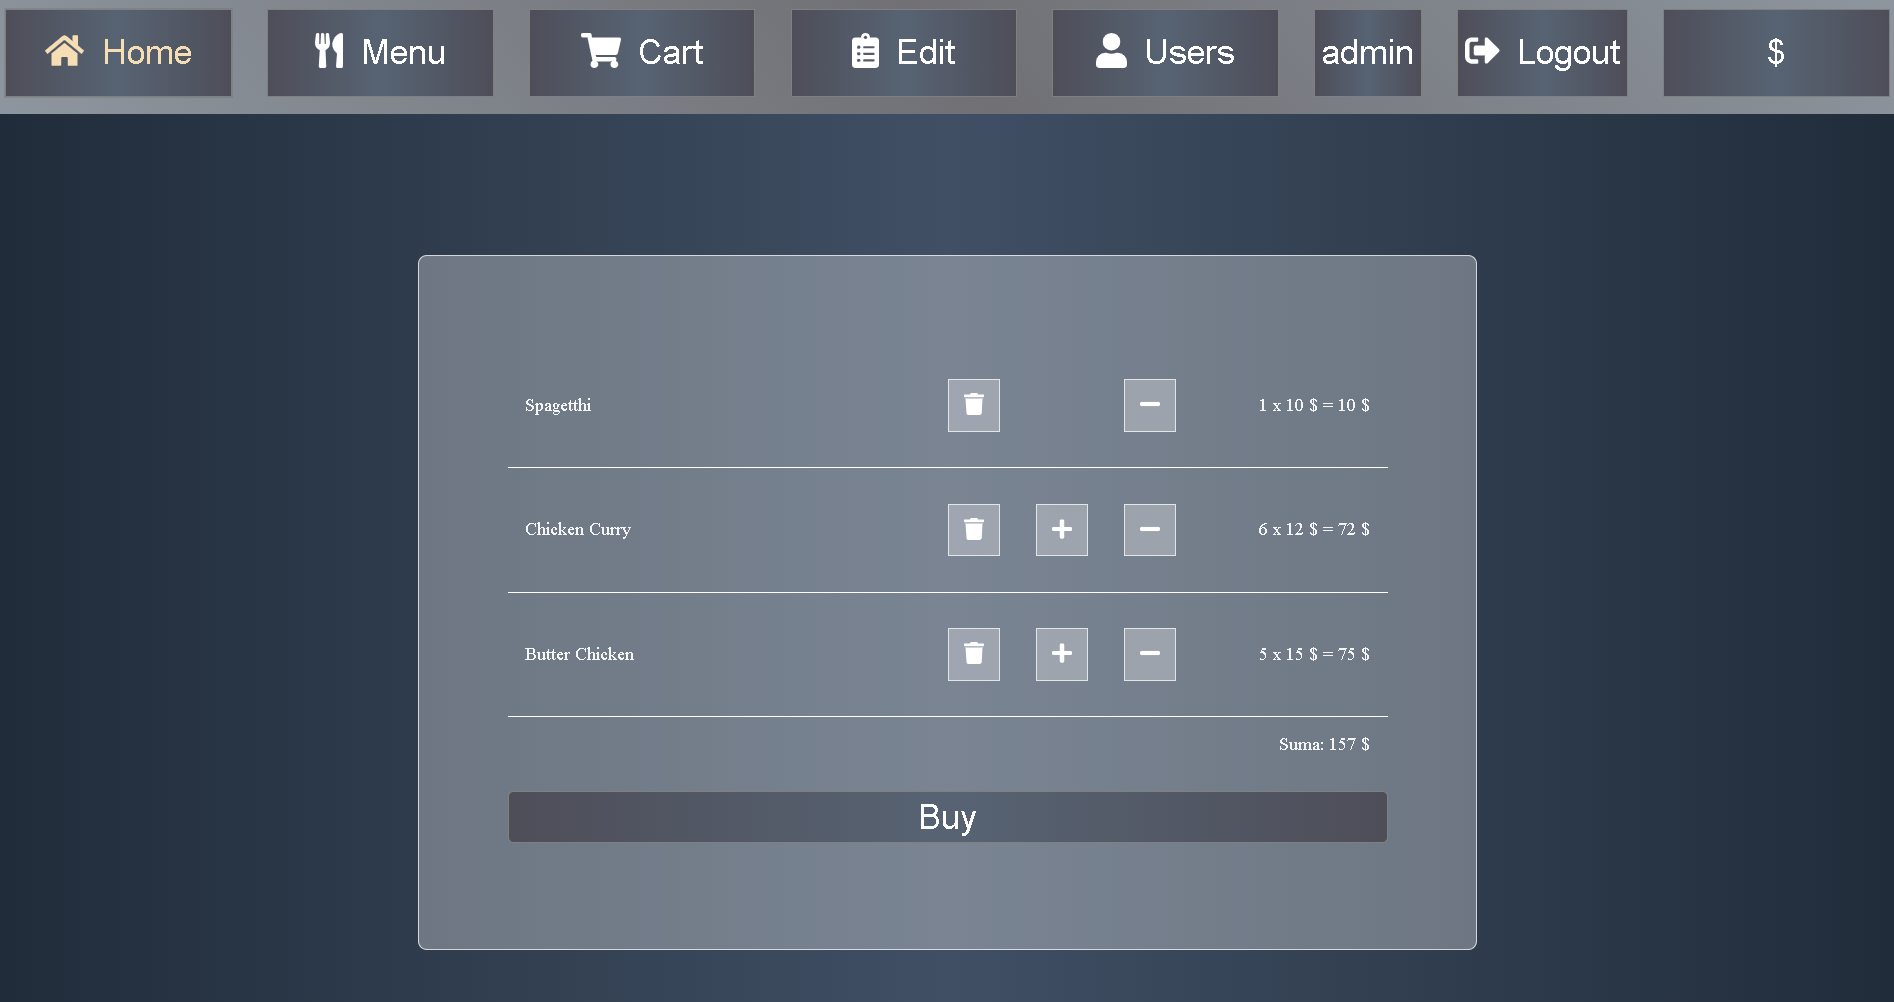 Home Menu Cart Edit Users admin Logout $
Spagetthi 1 x 10 $ = 10 $
Chicken Curry 6 x 12 $ = 72 $
Butter Chicken 5 x 15 $ = 75 $
Suma: 157 $
Buy